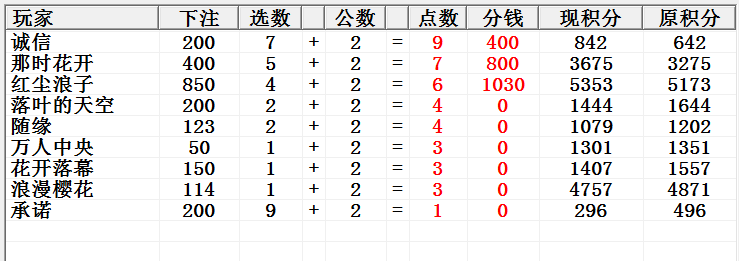 玩家 下注 选数 公数 点数 分钱 现积分 原积分
诚信 200 7 + 2 = 9 400 842 642
那时花开 400 5 + 2 = 7 800 3675 3275
红尘浪子 850 4 + 2 = 6 1030 5353 5173
落叶的天空 200 2 + 2 = 4 0 1444 1644
随缘 123 2 + 2 = 4 0 1079 1202
万人中央 50 1 + 2 = 3 0 1301 1351
花开落幕 150 1 + 2 = 3 0 1407 1557
浪漫樱花 114 1 + 2 = 3 0 4757 4871
承诺 200 9 + 2 = 1 0 296 496